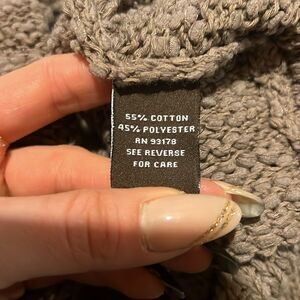 55% COTTON
45% POLYESTER
RN 93178
SEE REVERSE
FOR CARE